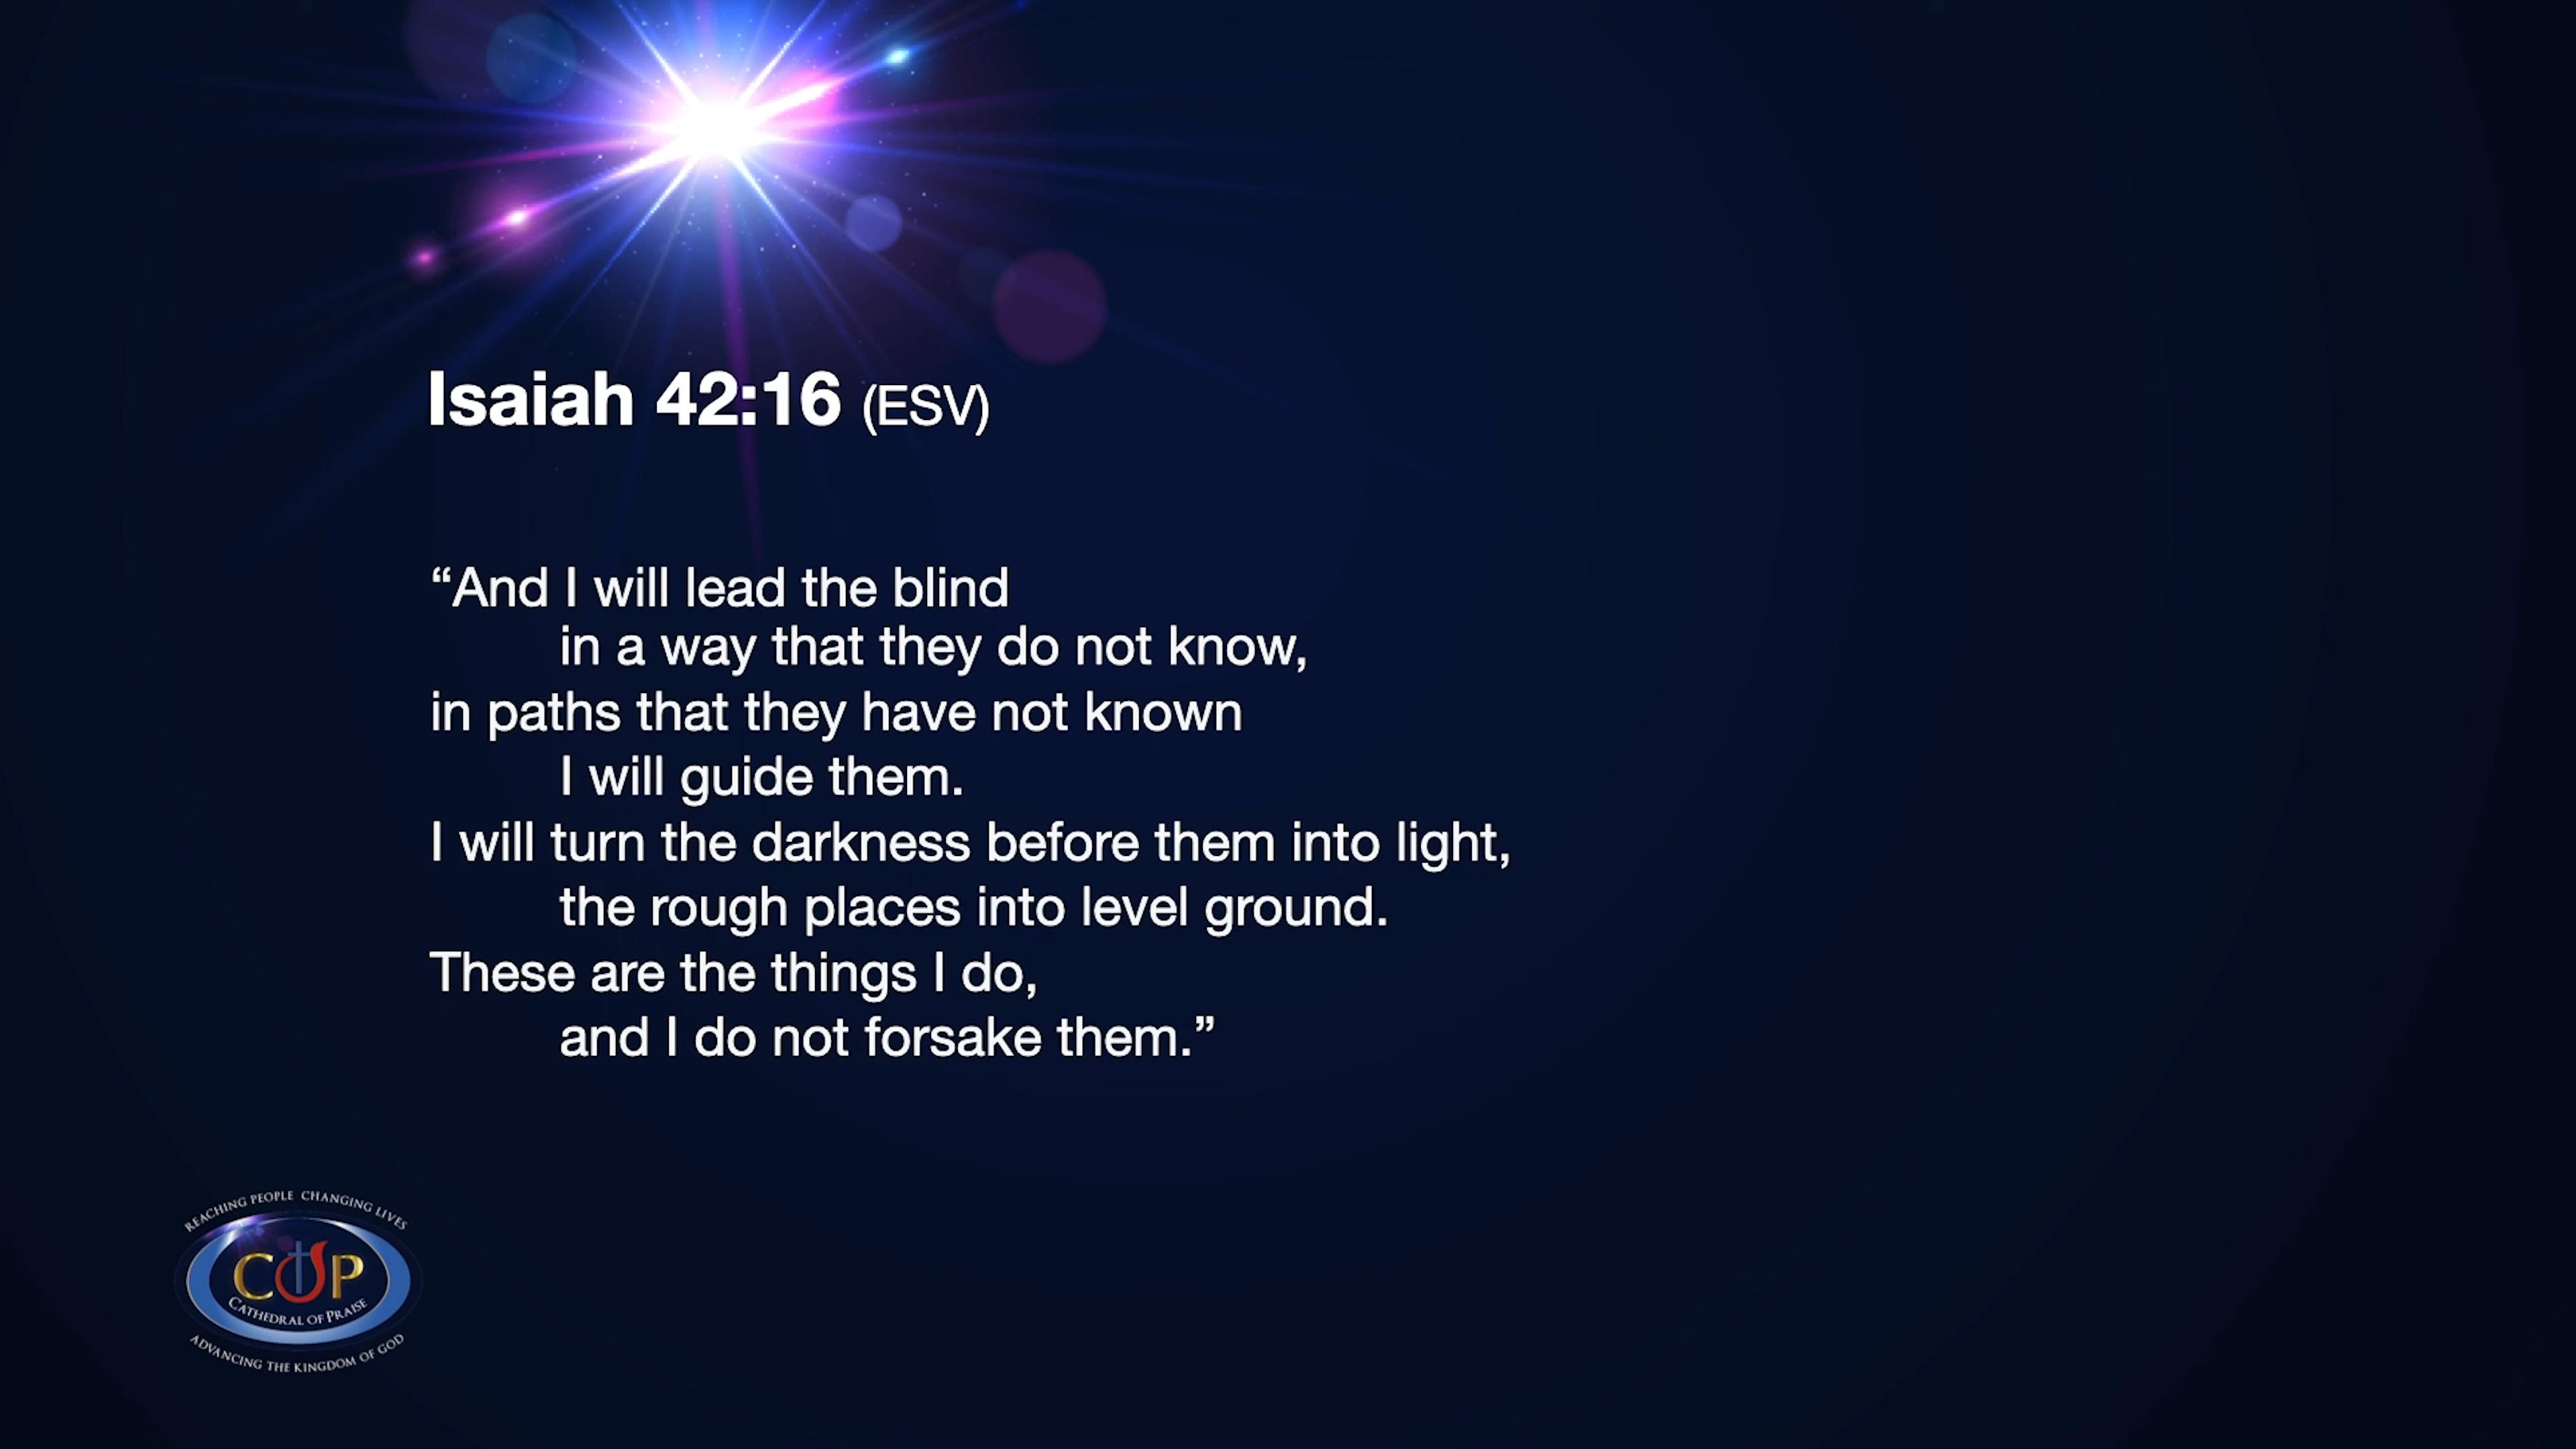 Isaiah 42:16 (ESV)
“And I will lead the blind
in a way that they do not know,
in paths that they have not known
I will guide them.
I will turn the darkness before them into light,
the rough places into level ground.
These are the things I do,
and I do not forsake them.”
REACHING PEOPLE CHANGING LIVES
COP
CATHEDRAL OF PRAISE
ADVANCING THE KINGDOM OF GOD